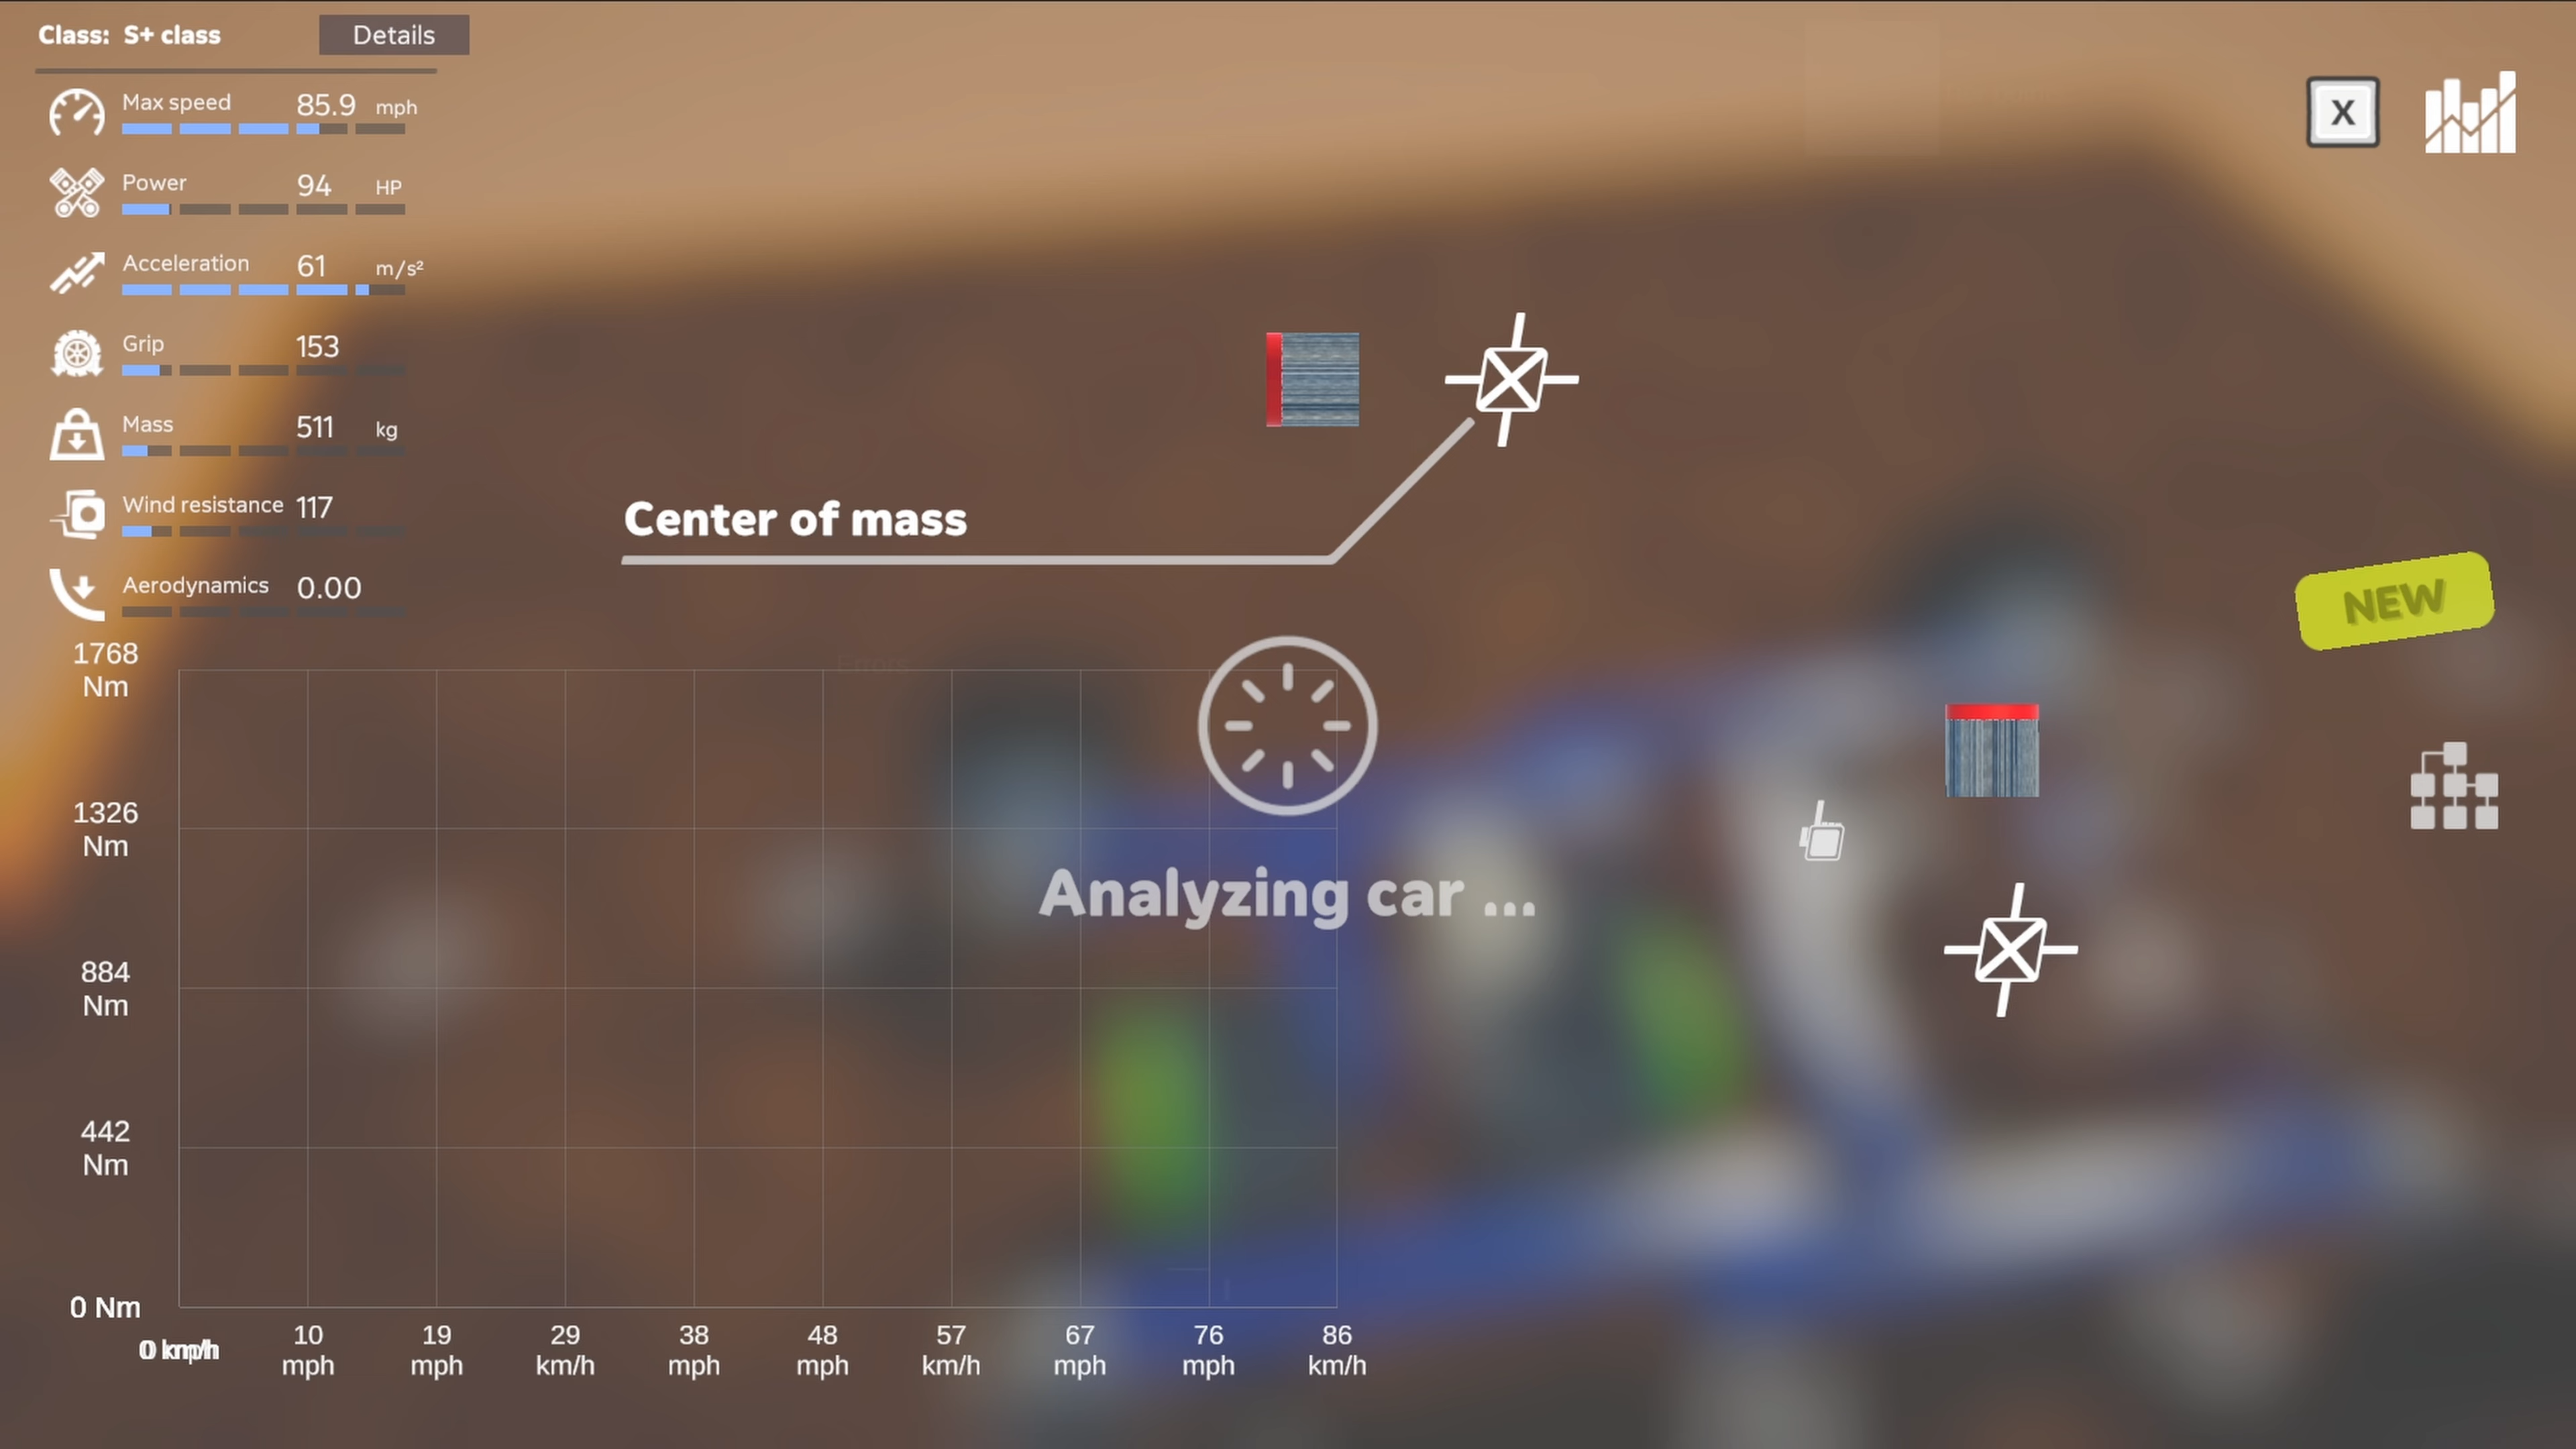 Class: S+ class
Details
Max speed 85.9 mph
Power 94 HP
Acceleration 61 m/s²
Grip 153
Mass 511 kg
Wind resistance 117
Aerodynamics 0.00
X
Center of mass
NEW
Errors
Analyzing car ...
1768
Nm
1326
Nm
884
Nm
442
Nm
0 Nm
10
mph
19
mph
29
km/h
38
mph
48
mph
57
km/h
67
mph
76
mph
86
km/h